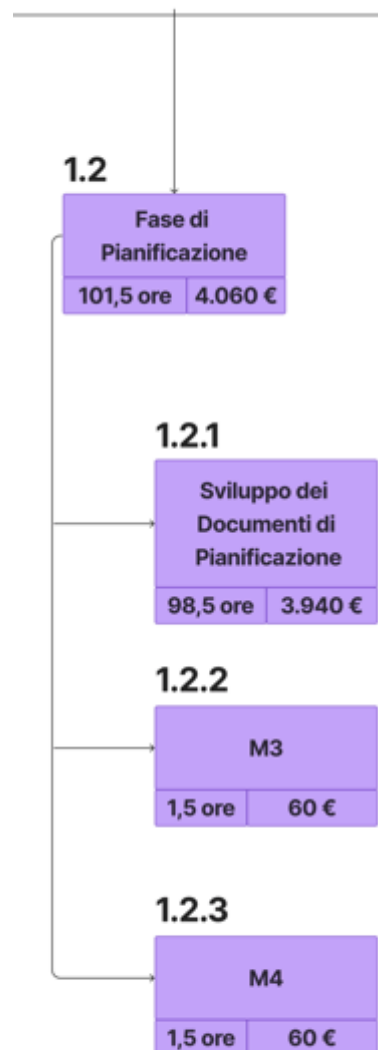 1.2
Fase di
Pianificazione
101,5 ore 4.060 €
1.2.1
Sviluppo dei
Documenti di
Pianificazione
98,5 ore 3.940 €
1.2.2
M3
1,5 ore 60 €
1.2.3
M4
1,5 ore 60 €